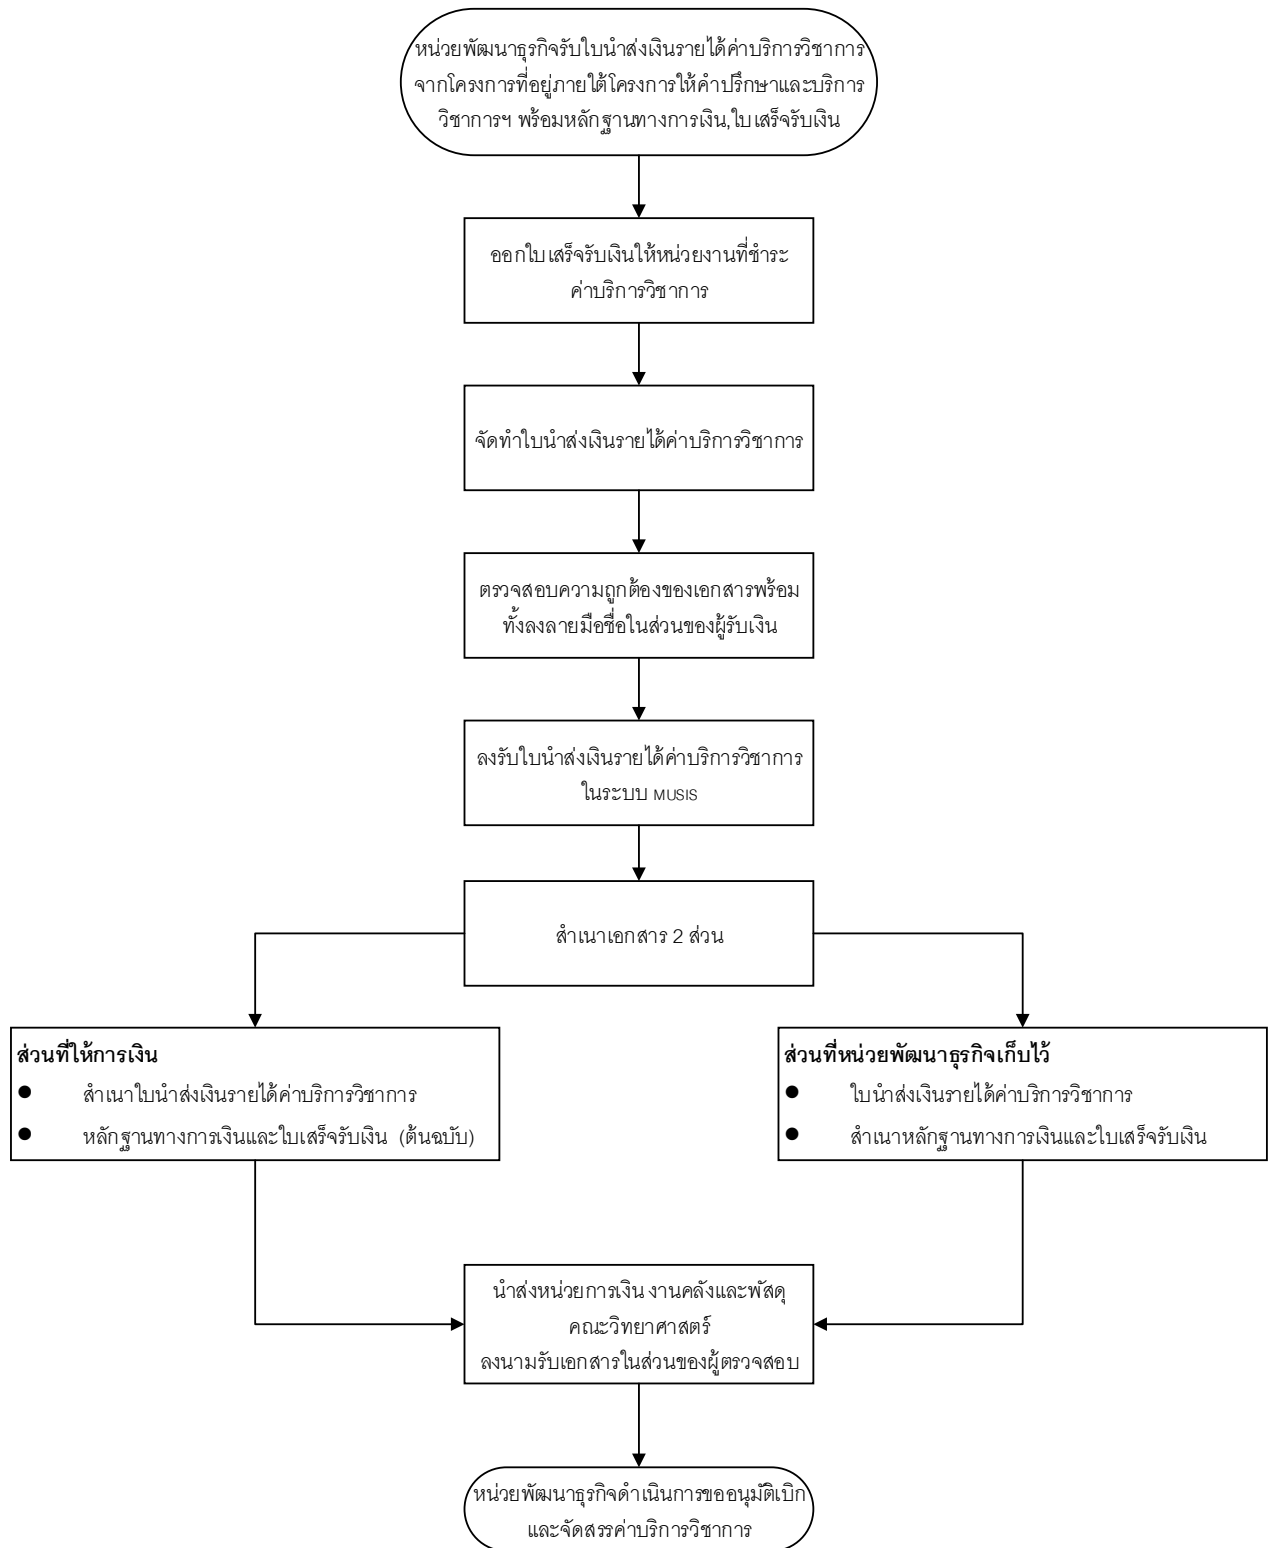 หน่วยพัฒนาธุรกิจรับใบนำส่งเงินรายได้ค่าบริการวิชาการ
จากโครงการที่อยู่ภายใต้โครงการให้คำปรึกษาและบริการ
วิชาการฯ พร้อมหลักฐานทางการเงิน,ใบเสร็จรับเงิน
ออกใบเสร็จรับเงินให้หน่วยงานที่ชำระ
ค่าบริการวิชาการ
จัดทำใบนำส่งเงินรายได้ค่าบริการวิชาการ
ตรวจสอบความถูกต้องของเอกสารพร้อม
ทั้งลงลายมือชื่อในส่วนของผู้รับเงิน
ลงรับใบนำส่งเงินรายได้ค่าบริการวิชาการ
ในระบบ MUSIS
สำเนาเอกสาร 2 ส่วน
ส่วนที่ให้การเงิน
● สำเนาใบนำส่งเงินรายได้ค่าบริการวิชาการ
● หลักฐานทางการเงินและใบเสร็จรับเงิน (ต้นฉบับ)
ส่วนที่หน่วยพัฒนาธุรกิจเก็บไว้
● ใบนำส่งเงินรายได้ค่าบริการวิชาการ
● สำเนาหลักฐานทางการเงินและใบเสร็จรับเงิน
นำส่งหน่วยการเงิน งานคลังและพัสดุ
คณะวิทยาศาสตร์
ลงนามรับเอกสารในส่วนของผู้ตรวจสอบ
หน่วยพัฒนาธุรกิจดำเนินการขออนุมัติเบิก
และจัดสรรค่าบริการวิชาการ